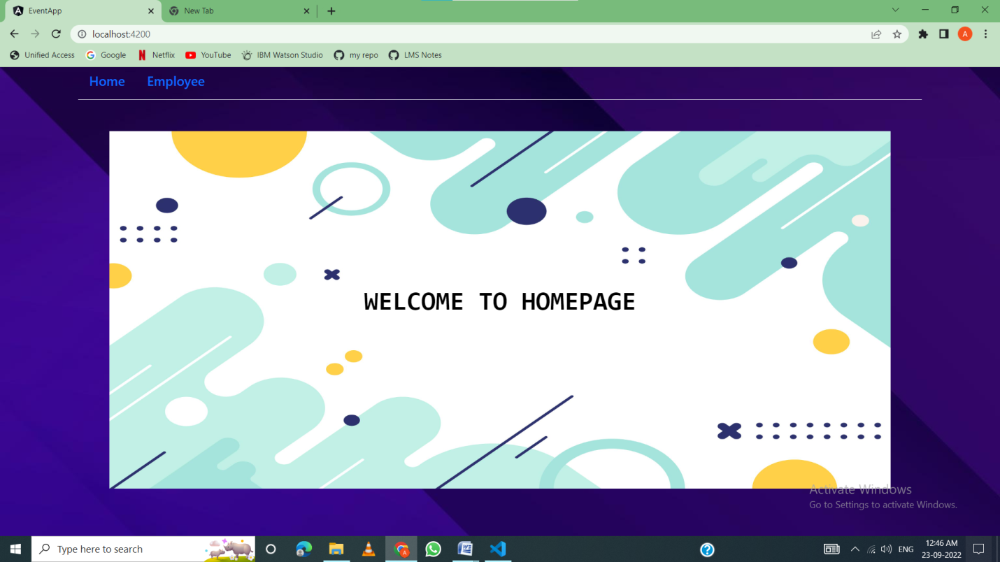 EventApp
New Tab
localhost:4200
A
Unified Access
Google
Netflix
YouTube
IBM Watson Studio
my repo
LMS Notes
Home
Employee
WELCOME TO HOMEPAGE
Activate Windows
Go to Settings to activate Windows.
Type here to search
ENG
12:46 AM
23-09-2022